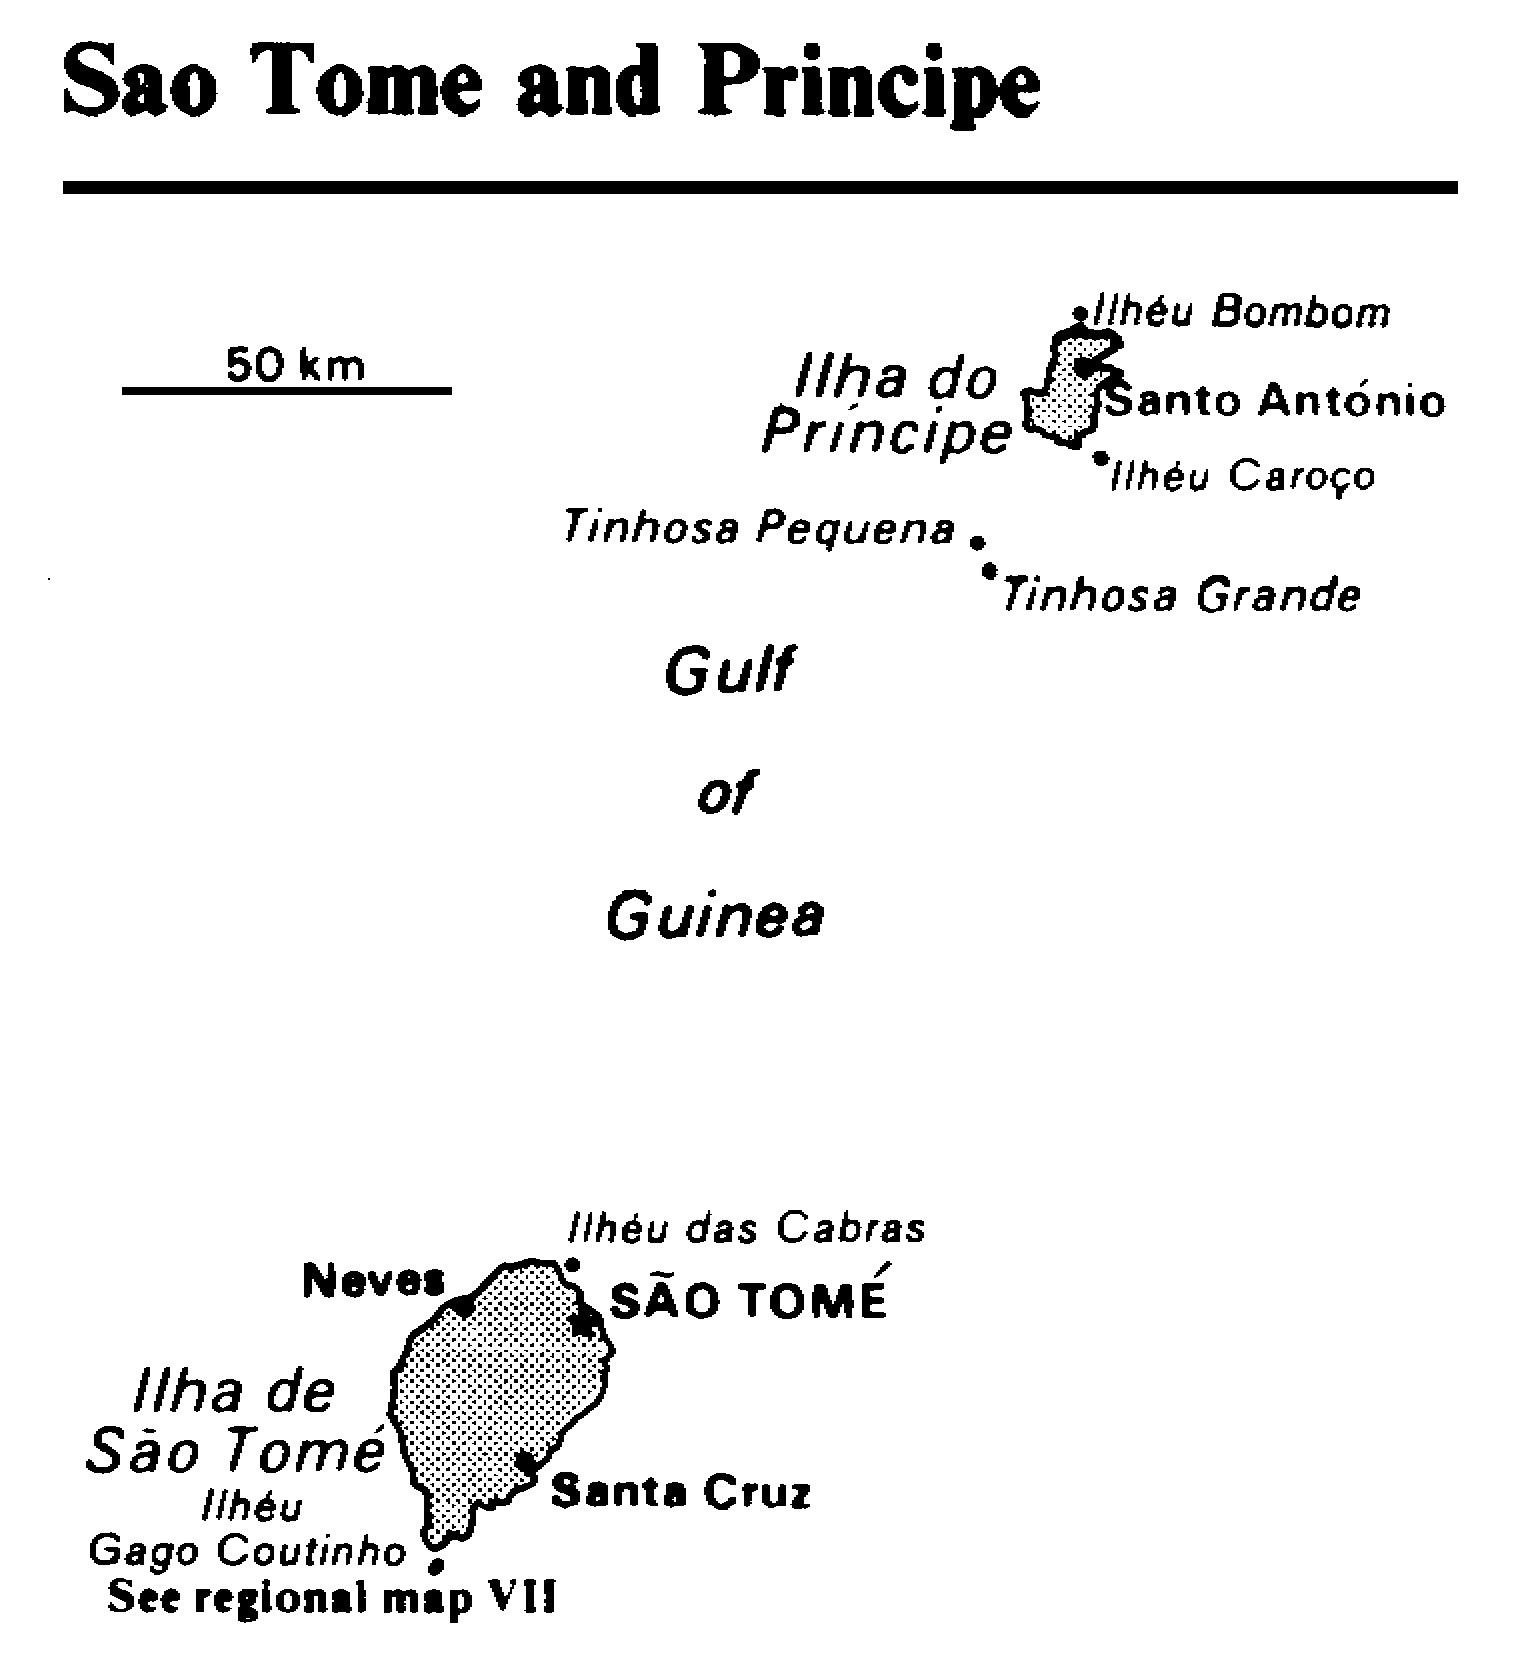 Sao Tome and Principe
Ilhéu Bombom
50 km
Ilha do
Príncipe
Santo António
Ilhéu Caroço
Tinhosa Pequena
Tinhosa Grande
Gulf
of
Guinea
Ilhéu das Cabras
Neves
SÃO TOMÉ
Ilha de
São Tomé
Santa Cruz
Ilhéu
Gago Coutinho
See regional map VII